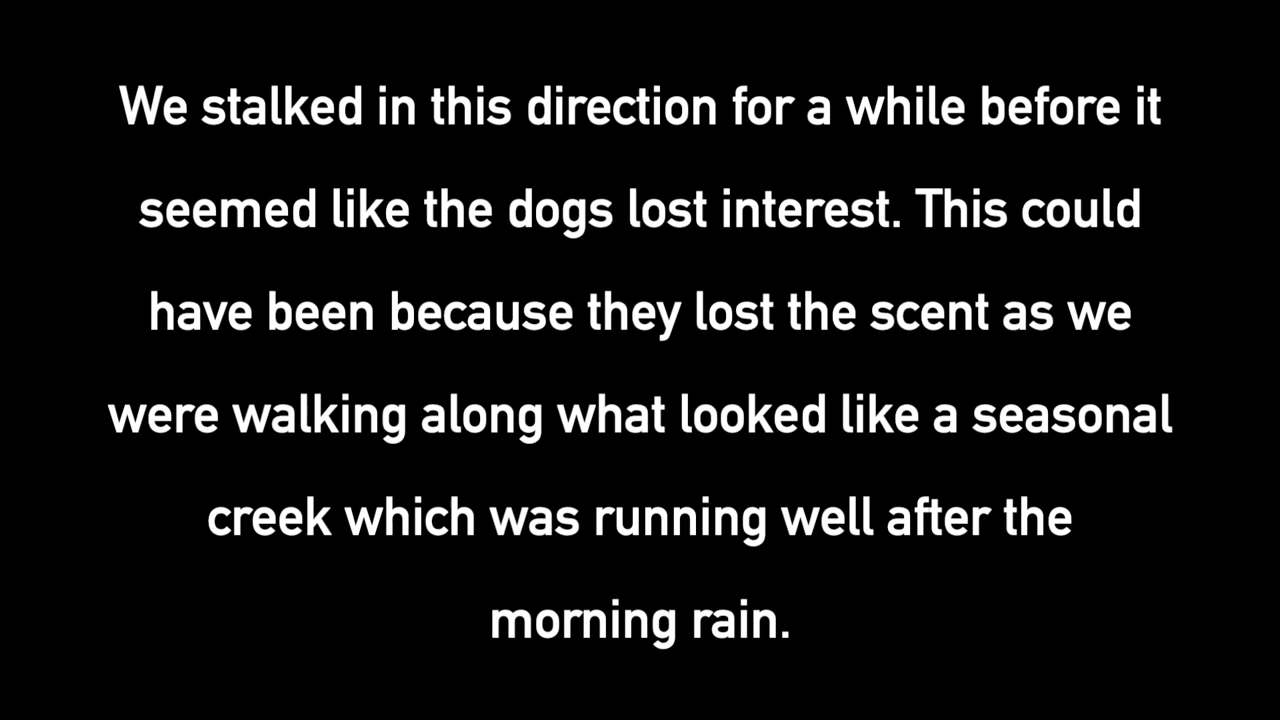 We stalked in this direction for a while before it
seemed like the dogs lost interest. This could
have been because they lost the scent as we
were walking along what looked like a seasonal
creek which was running well after the
morning rain.